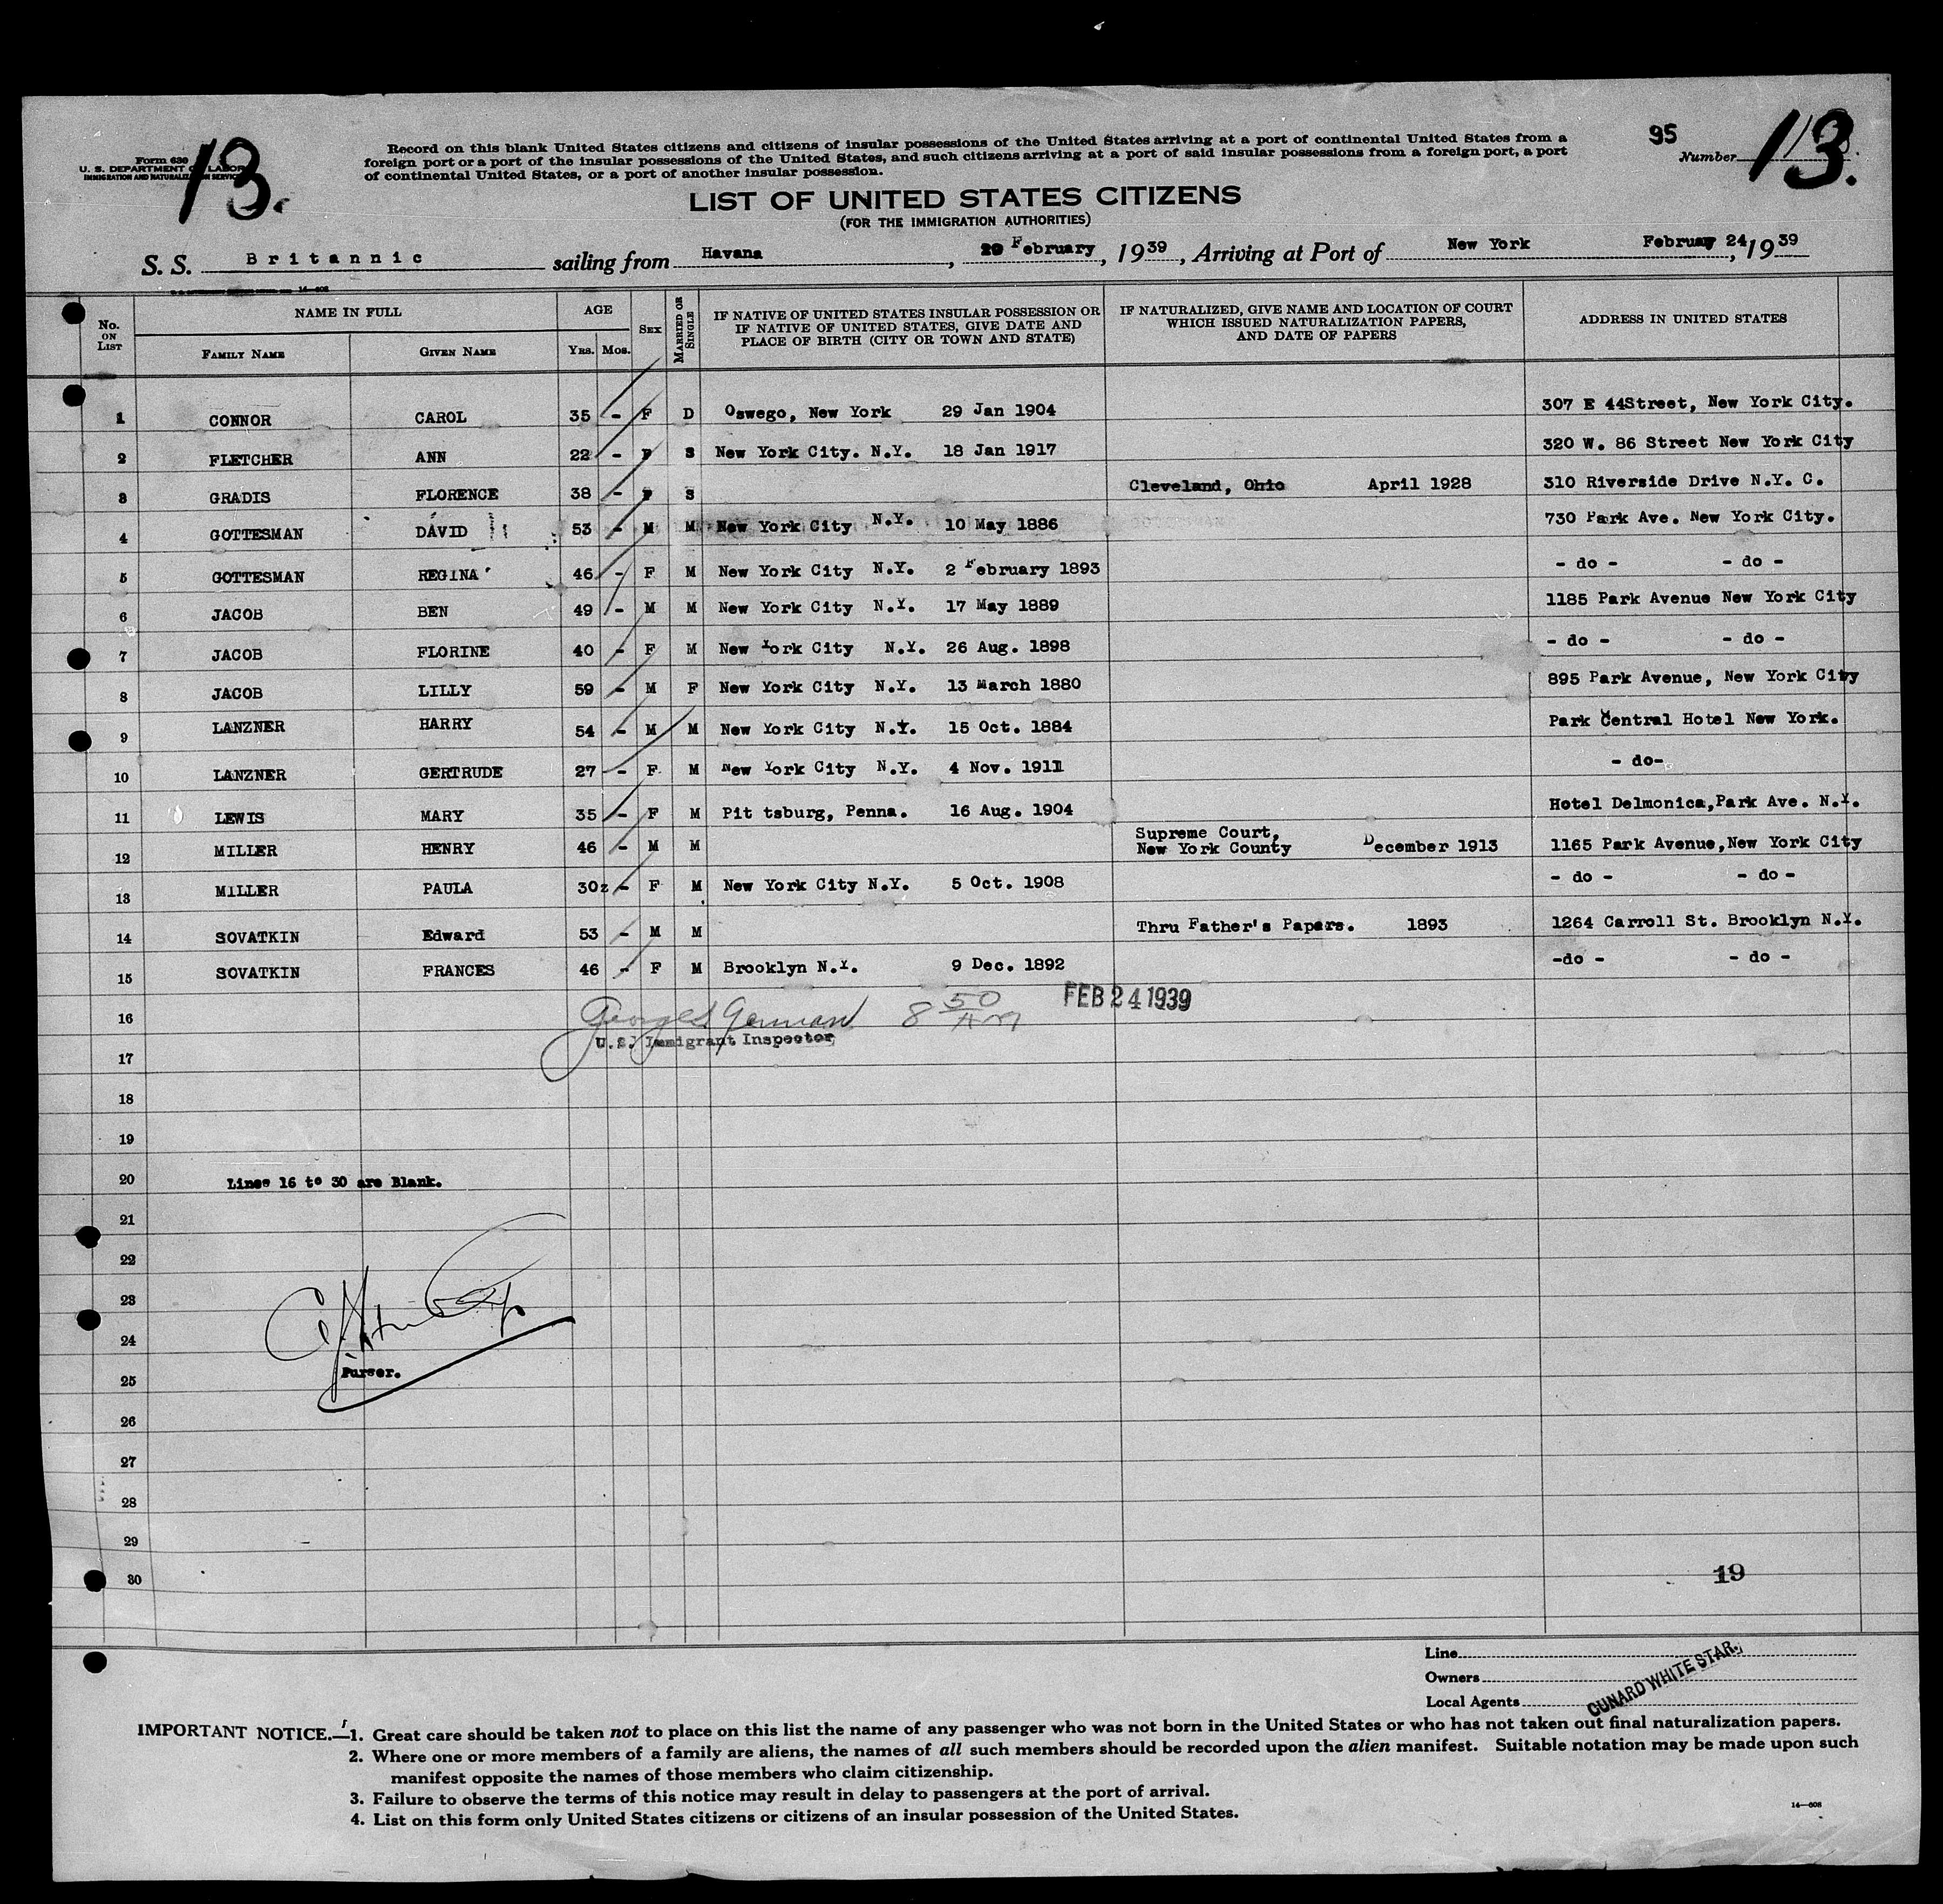 13.
Form 630
U. S. DEPARTMENT OF LABOR
IMMIGRATION AND NATURALIZATION SERVICE
Record on this blank United States citizens and citizens of insular possessions of the United States arriving at a port of continental United States from a
foreign port or a port of the insular possessions of the United States, and such citizens arriving at a port of said insular possessions from a foreign port, a port
of continental United States, or a port of another insular possession.
95
Number 13.
LIST OF UNITED STATES CITIZENS
(FOR THE IMMIGRATION AUTHORITIES)
S. S. Britannic sailing from Havana, 20 February, 1939, Arriving at Port of New York February 24, 1939
No. ON LIST NAME IN FULL AGE SEX MARRIED OR SINGLE IF NATIVE OF UNITED STATES INSULAR POSSESSION OR IF NATIVE OF UNITED STATES, GIVE DATE AND PLACE OF BIRTH (CITY OR TOWN AND STATE) IF NATURALIZED, GIVE NAME AND LOCATION OF COURT WHICH ISSUED NATURALIZATION PAPERS, AND DATE OF PAPERS ADDRESS IN UNITED STATES
FAMILY NAME GIVEN NAME YRS. MOS.
1 CONNOR CAROL 35 - F D Oswego, New York 29 Jan 1904 307 E 44Street, New York City.
2 FLETCHER ANN 22 - F S New York City. N.Y. 18 Jan 1917 320 W. 86 Street New York City
3 GRADIS FLORENCE 38 - F S Cleveland, Ohio April 1928 310 Riverside Drive N.Y. C.
4 GOTTESMAN DAVID 53 - M M New York City N.Y. 10 May 1886 730 Park Ave. New York City.
5 GOTTESMAN REGINA 46 - F M New York City N.Y. 2 February 1893 - do - - do -
6 JACOB BEN 49 - M M New York City N.Y. 17 May 1889 1185 Park Avenue New York City
7 JACOB FLORINE 40 - F M New York City N.Y. 26 Aug. 1898 - do - - do -
8 JACOB LILLY 59 - M F New York City N.Y. 13 March 1880 895 Park Avenue, New York City
9 LANZNER HARRY 54 - M M New York City N.Y. 15 Oct. 1884 Park Central Hotel New York.
10 LANZNER GERTRUDE 27 - F M New York City N.Y. 4 Nov. 1911 - do-
11 LEWIS MARY 35 - F M Pit tsburg, Penna. 16 Aug. 1904 Hotel Delmonica,Park Ave. N.Y.
12 MILLER HENRY 46 - M M Supreme Court, New York County December 1913 1165 Park Avenue,New York City
13 MILLER PAULA 30 - F M New York City N.Y. 5 Oct. 1908 - do - - do -
14 SOVATKIN Edward 53 - M M Thru Father's Papers. 1893 1264 Carroll St. Brooklyn N.Y.
15 SOVATKIN FRANCES 46 - F M Brooklyn N.Y. 9 Dec. 1892 -do - - do -
16 8 50 AM FEB 24 1939
U.S. Immigrant Inspector
17
18
19
20 Lines 16 to 30 are Blank.
21
22
23
24
Purser.
25
26
27
28
29
30 19
Line
Owners
Local Agents
CUNARD WHITE STAR.
IMPORTANT NOTICE.—1. Great care should be taken not to place on this list the name of any passenger who was not born in the United States or who has not taken out final naturalization papers.
2. Where one or more members of a family are aliens, the names of all such members should be recorded upon the alien manifest. Suitable notation may be made upon such
manifest opposite the names of those members who claim citizenship.
3. Failure to observe the terms of this notice may result in delay to passengers at the port of arrival.
4. List on this form only United States citizens or citizens of an insular possession of the United States.
14—608